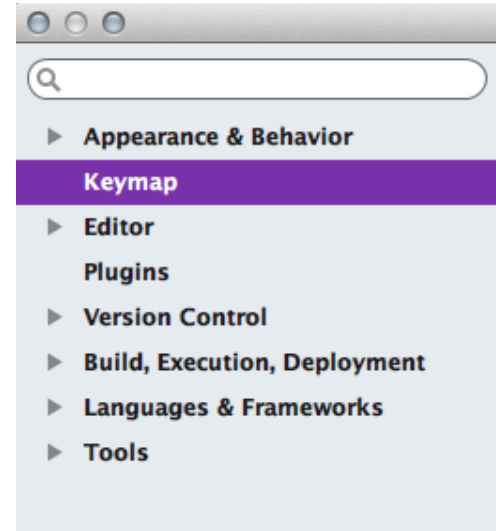 Appearance & Behavior
Keymap
Editor
Plugins
Version Control
Build, Execution, Deployment
Languages & Frameworks
Tools